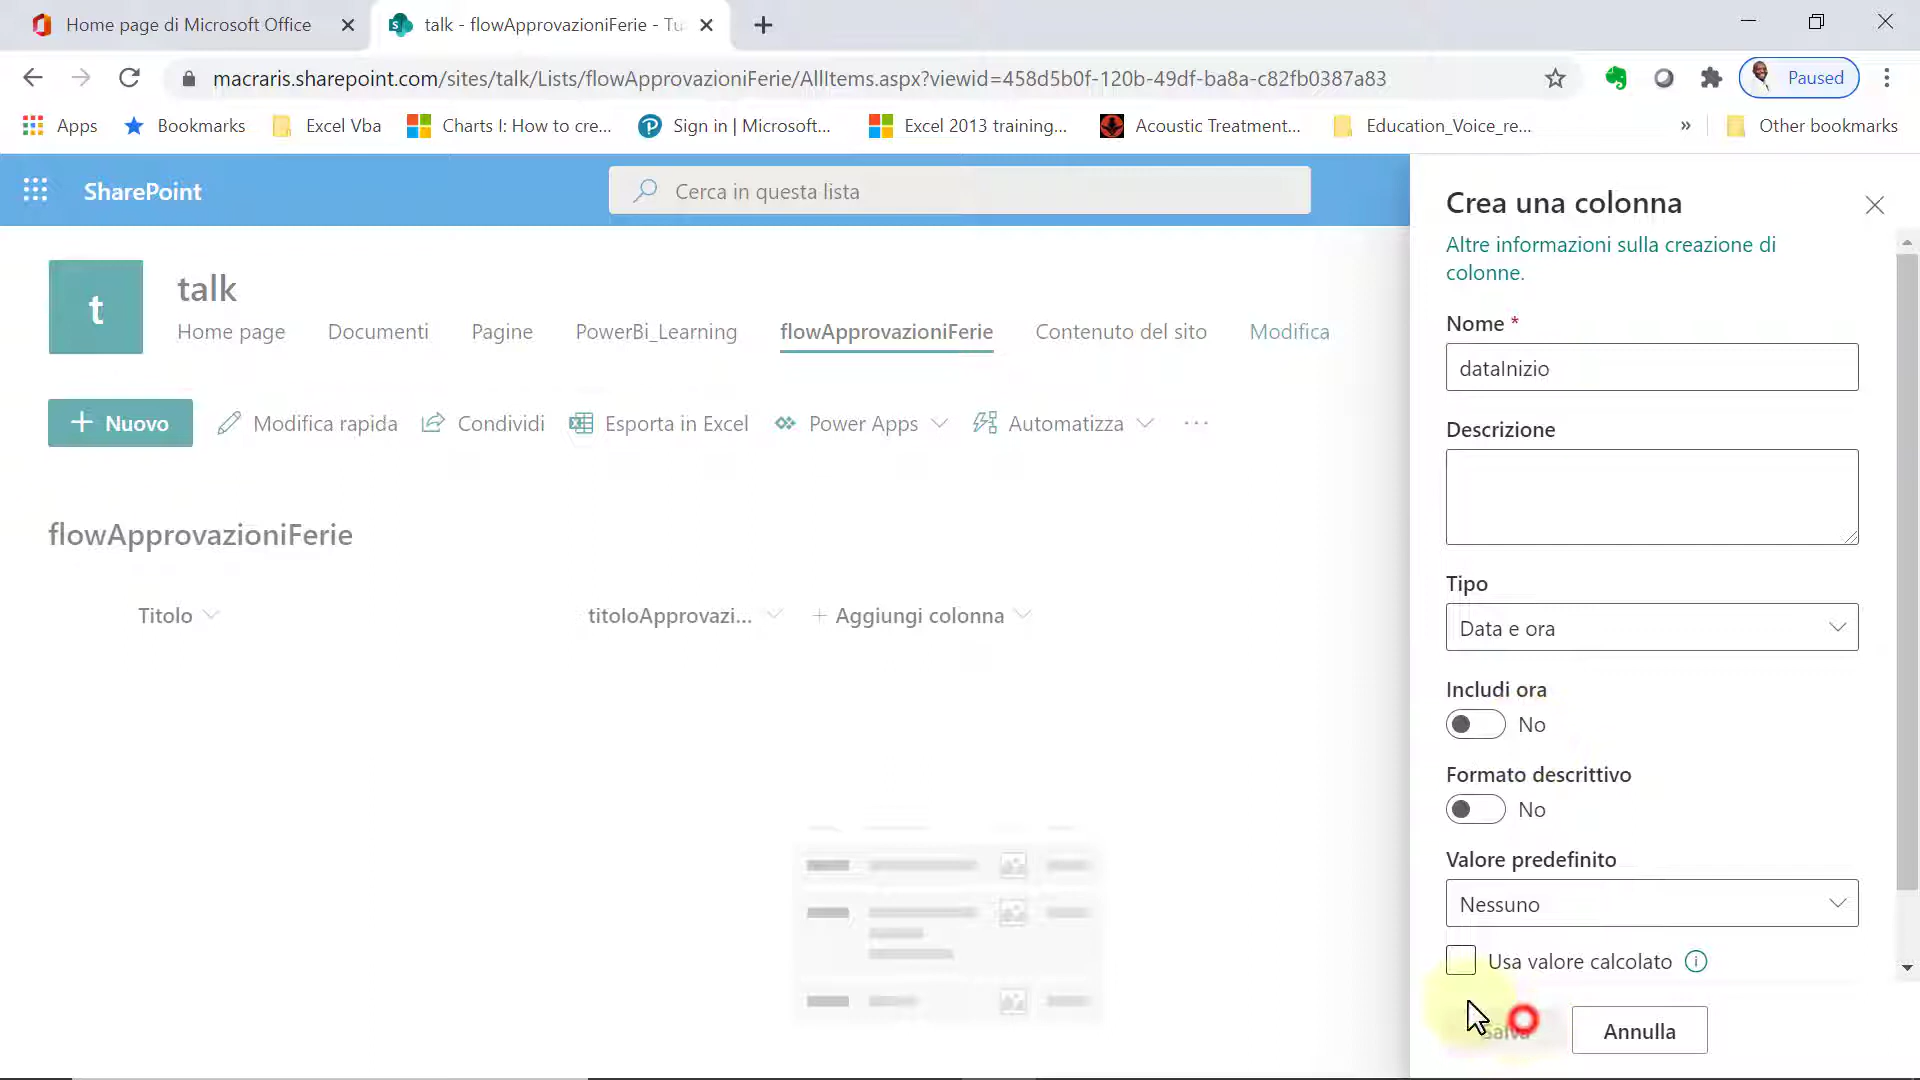 Home page di Microsoft Office
talk - flowApprovazioniFerie - Tu
macraris.sharepoint.com/sites/talk/Lists/flowApprovazioniFerie/AllItems.aspx?viewid=458d5b0f-120b-49df-ba8a-c82fb0387a83
Paused
Apps Bookmarks Excel Vba Charts I: How to cre... Sign in | Microsoft... Excel 2013 training... Acoustic Treatment... Education_Voice_re... » Other bookmarks
SharePoint
Cerca in questa lista
t
talk
Home page Documenti Pagine PowerBi_Learning flowApprovazioniFerie Contenuto del sito Modifica
+ Nuovo Modifica rapida Condividi Esporta in Excel Power Apps Automatizza ...
flowApprovazioniFerie
Titolo titoloApprovazi... + Aggiungi colonna
Crea una colonna
Altre informazioni sulla creazione di
colonne.
Nome *
dataInizio
Descrizione
Tipo
Data e ora
Includi ora
No
Formato descrittivo
No
Valore predefinito
Nessuno
Usa valore calcolato
Salva
Annulla